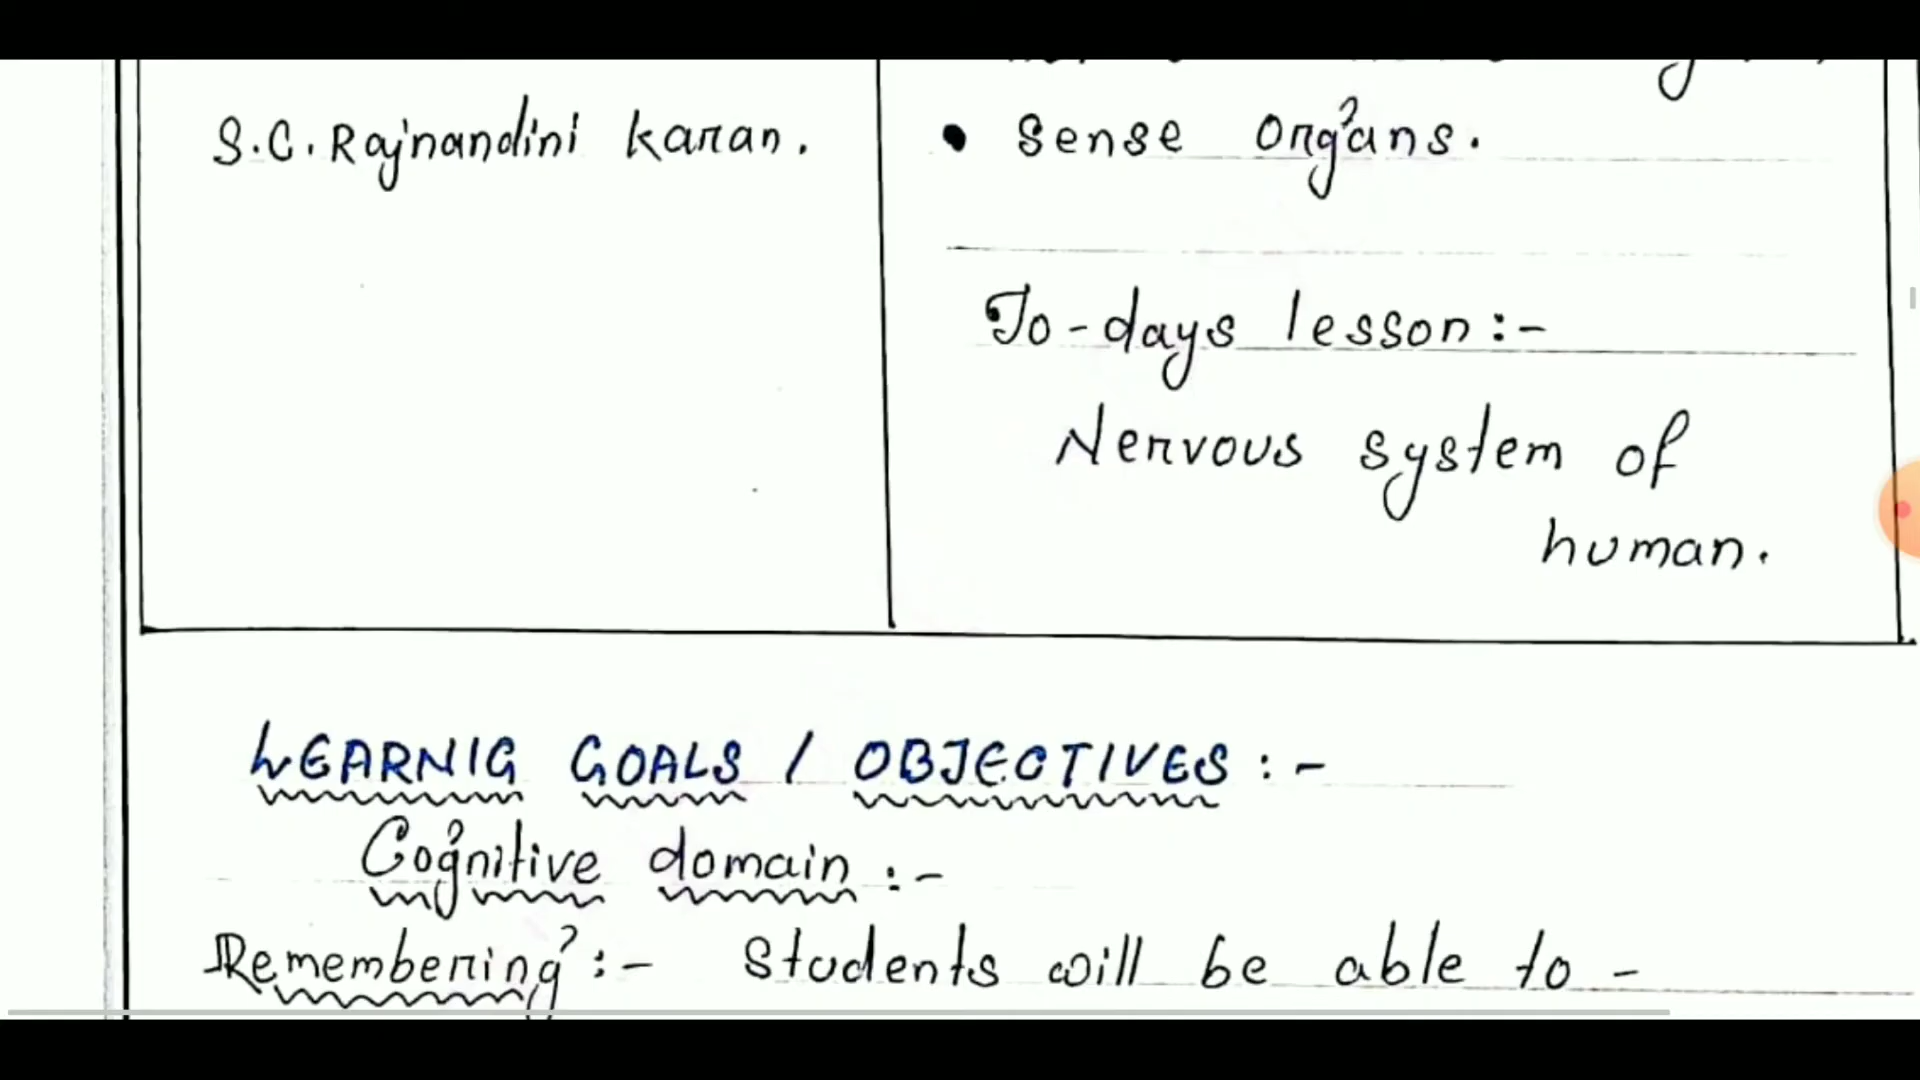 S.C. Rajnandini karan.
• Sense Organs.
To-days lesson:-
Nervous system of
human.
LEARNIG GOALS / OBJECTIVES :-
Cognitive domain :-
Remembering :- Students will be able to -